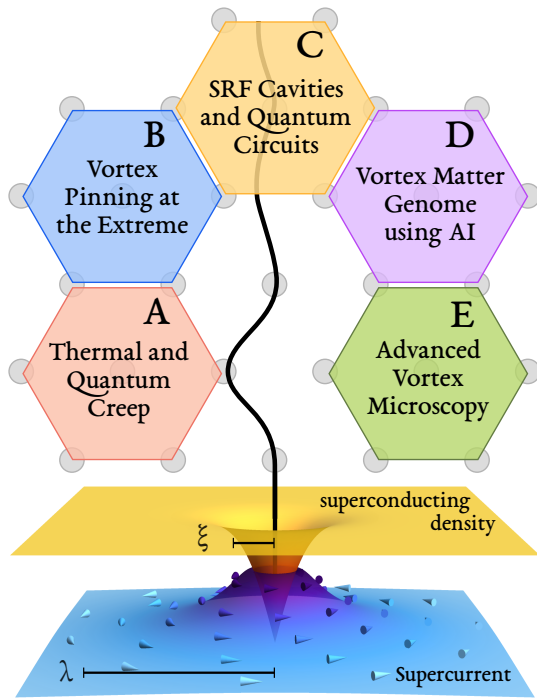 C
SRF Cavities
and Quantum
Circuits
B
Vortex
Pinning at
the Extreme
D
Vortex Matter
Genome
using AI
A
Thermal and
Quantum
Creep
E
Advanced
Vortex
Microscopy
superconducting
density
ξ
λ
Supercurrent